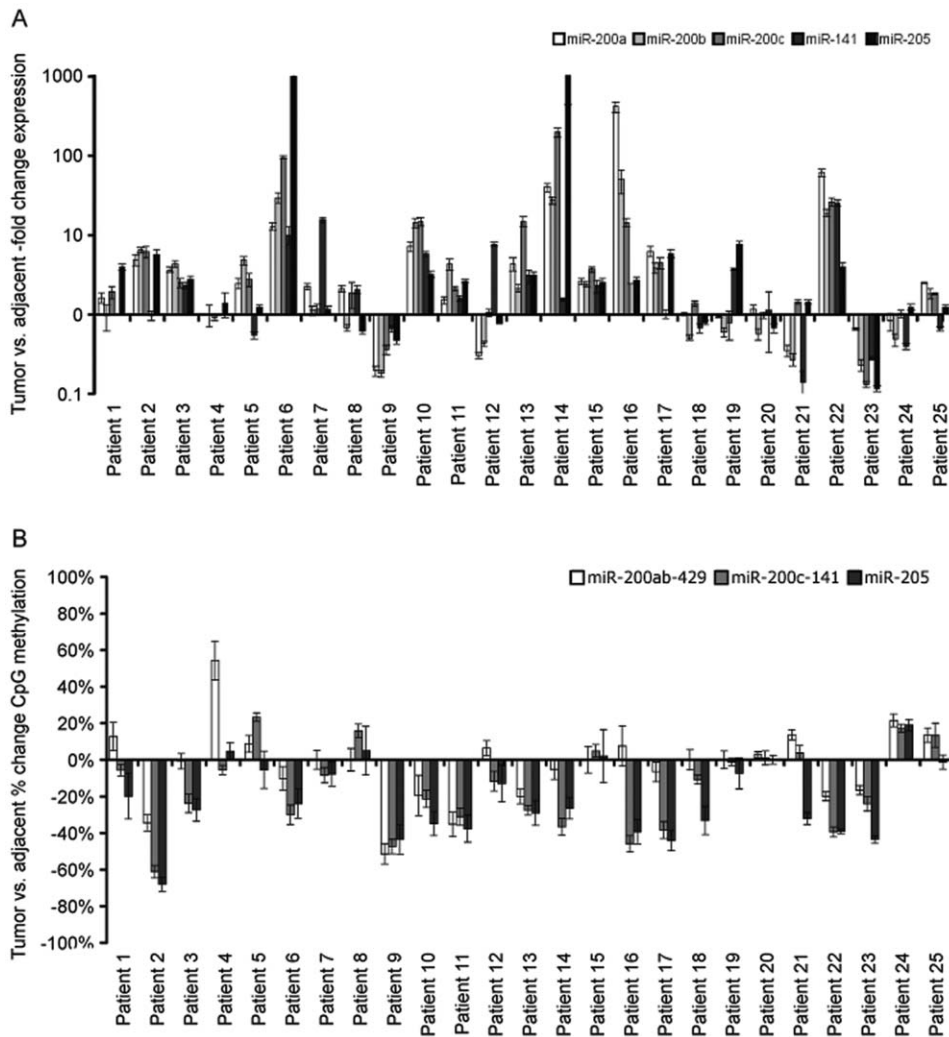 A
miR-200a miR-200b miR-200c miR-141 miR-205
Tumor vs. adjacent -fold change expression
1000
100
10
0
0.1
Patient 1
Patient 2
Patient 3
Patient 4
Patient 5
Patient 6
Patient 7
Patient 8
Patient 9
Patient 10
Patient 11
Patient 12
Patient 13
Patient 14
Patient 15
Patient 16
Patient 17
Patient 18
Patient 19
Patient 20
Patient 21
Patient 22
Patient 23
Patient 24
Patient 25
B
miR-200ab-429 miR-200c-141 miR-205
Tumor vs. adjacent % change CpG methylation
100%
80%
60%
40%
20%
0%
-20%
-40%
-60%
-80%
-100%
Patient 1
Patient 2
Patient 3
Patient 4
Patient 5
Patient 6
Patient 7
Patient 8
Patient 9
Patient 10
Patient 11
Patient 12
Patient 13
Patient 14
Patient 15
Patient 16
Patient 17
Patient 18
Patient 19
Patient 20
Patient 21
Patient 22
Patient 23
Patient 24
Patient 25